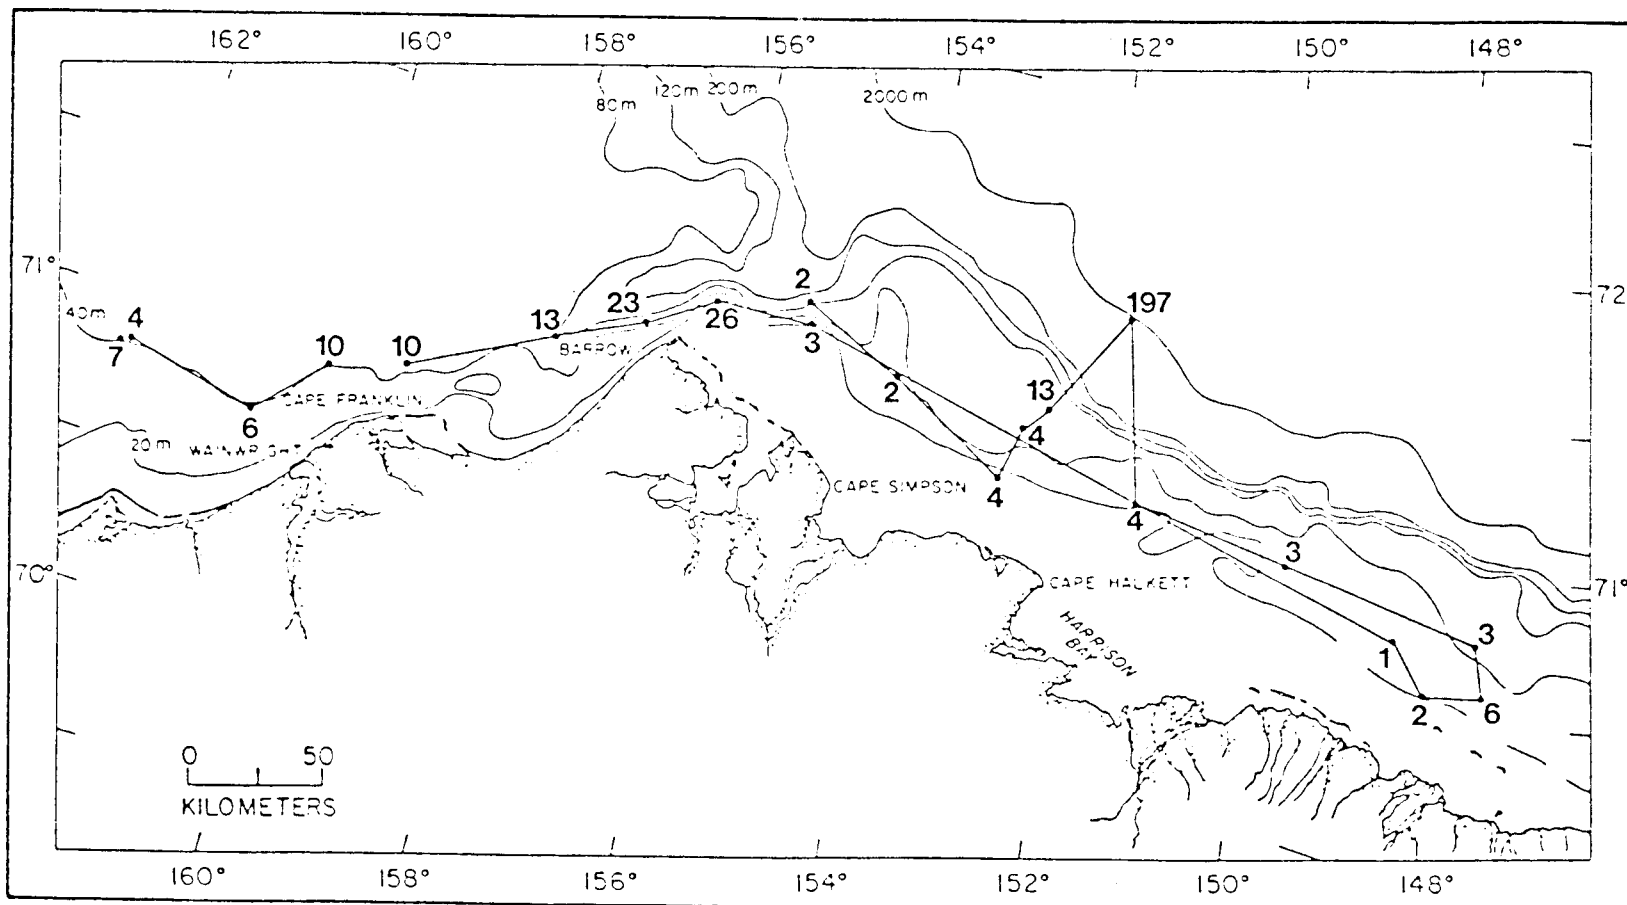 162° 160° 158° 156° 154° 152° 150° 148°
80m 120m 200m 2000m
71°
72
40m
4
7
10
10
13
23
26
2
3
197
BARROW
2
13
4
6
CAPE FRANKLIN
20m WAINWRIGHT
4
CAPE SIMPSON
4
3
70°
CAPE HALKETT
71°
HARRISON
BAY
1
3
2
6
0 50
KILOMETERS
160° 158° 156° 154° 152° 150° 148°